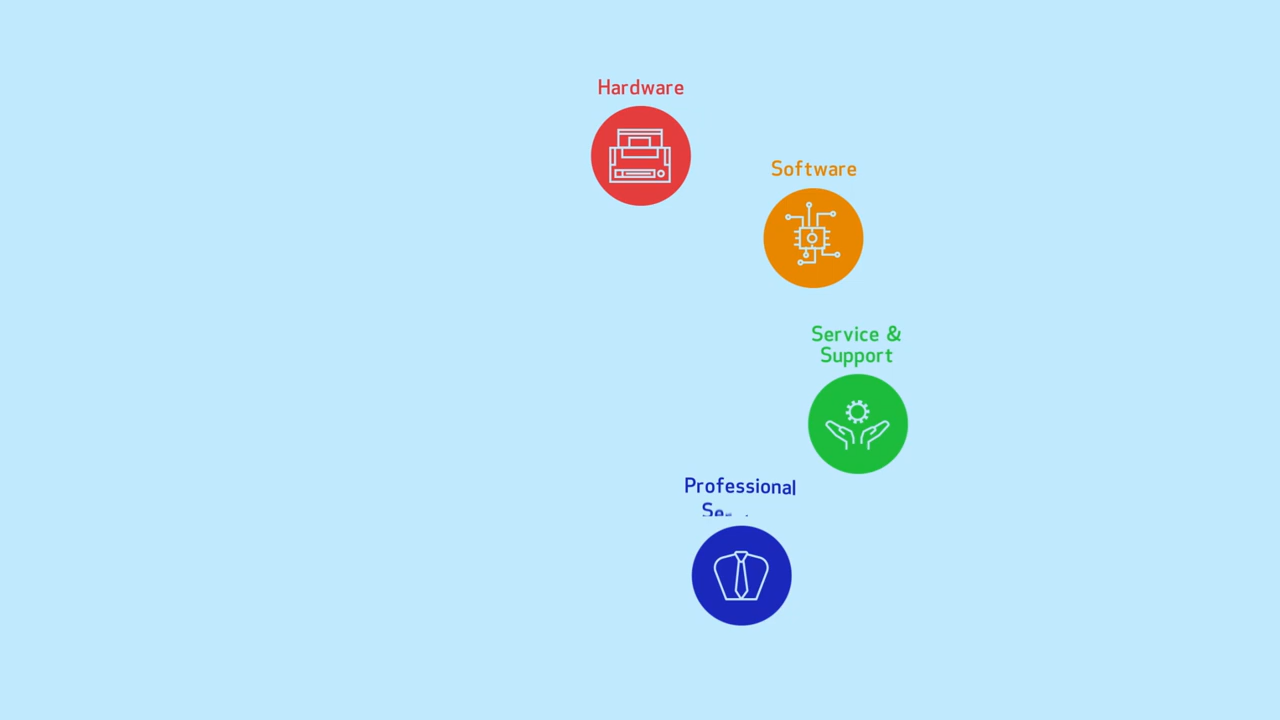 Hardware
Software
Service &
Support
Professional